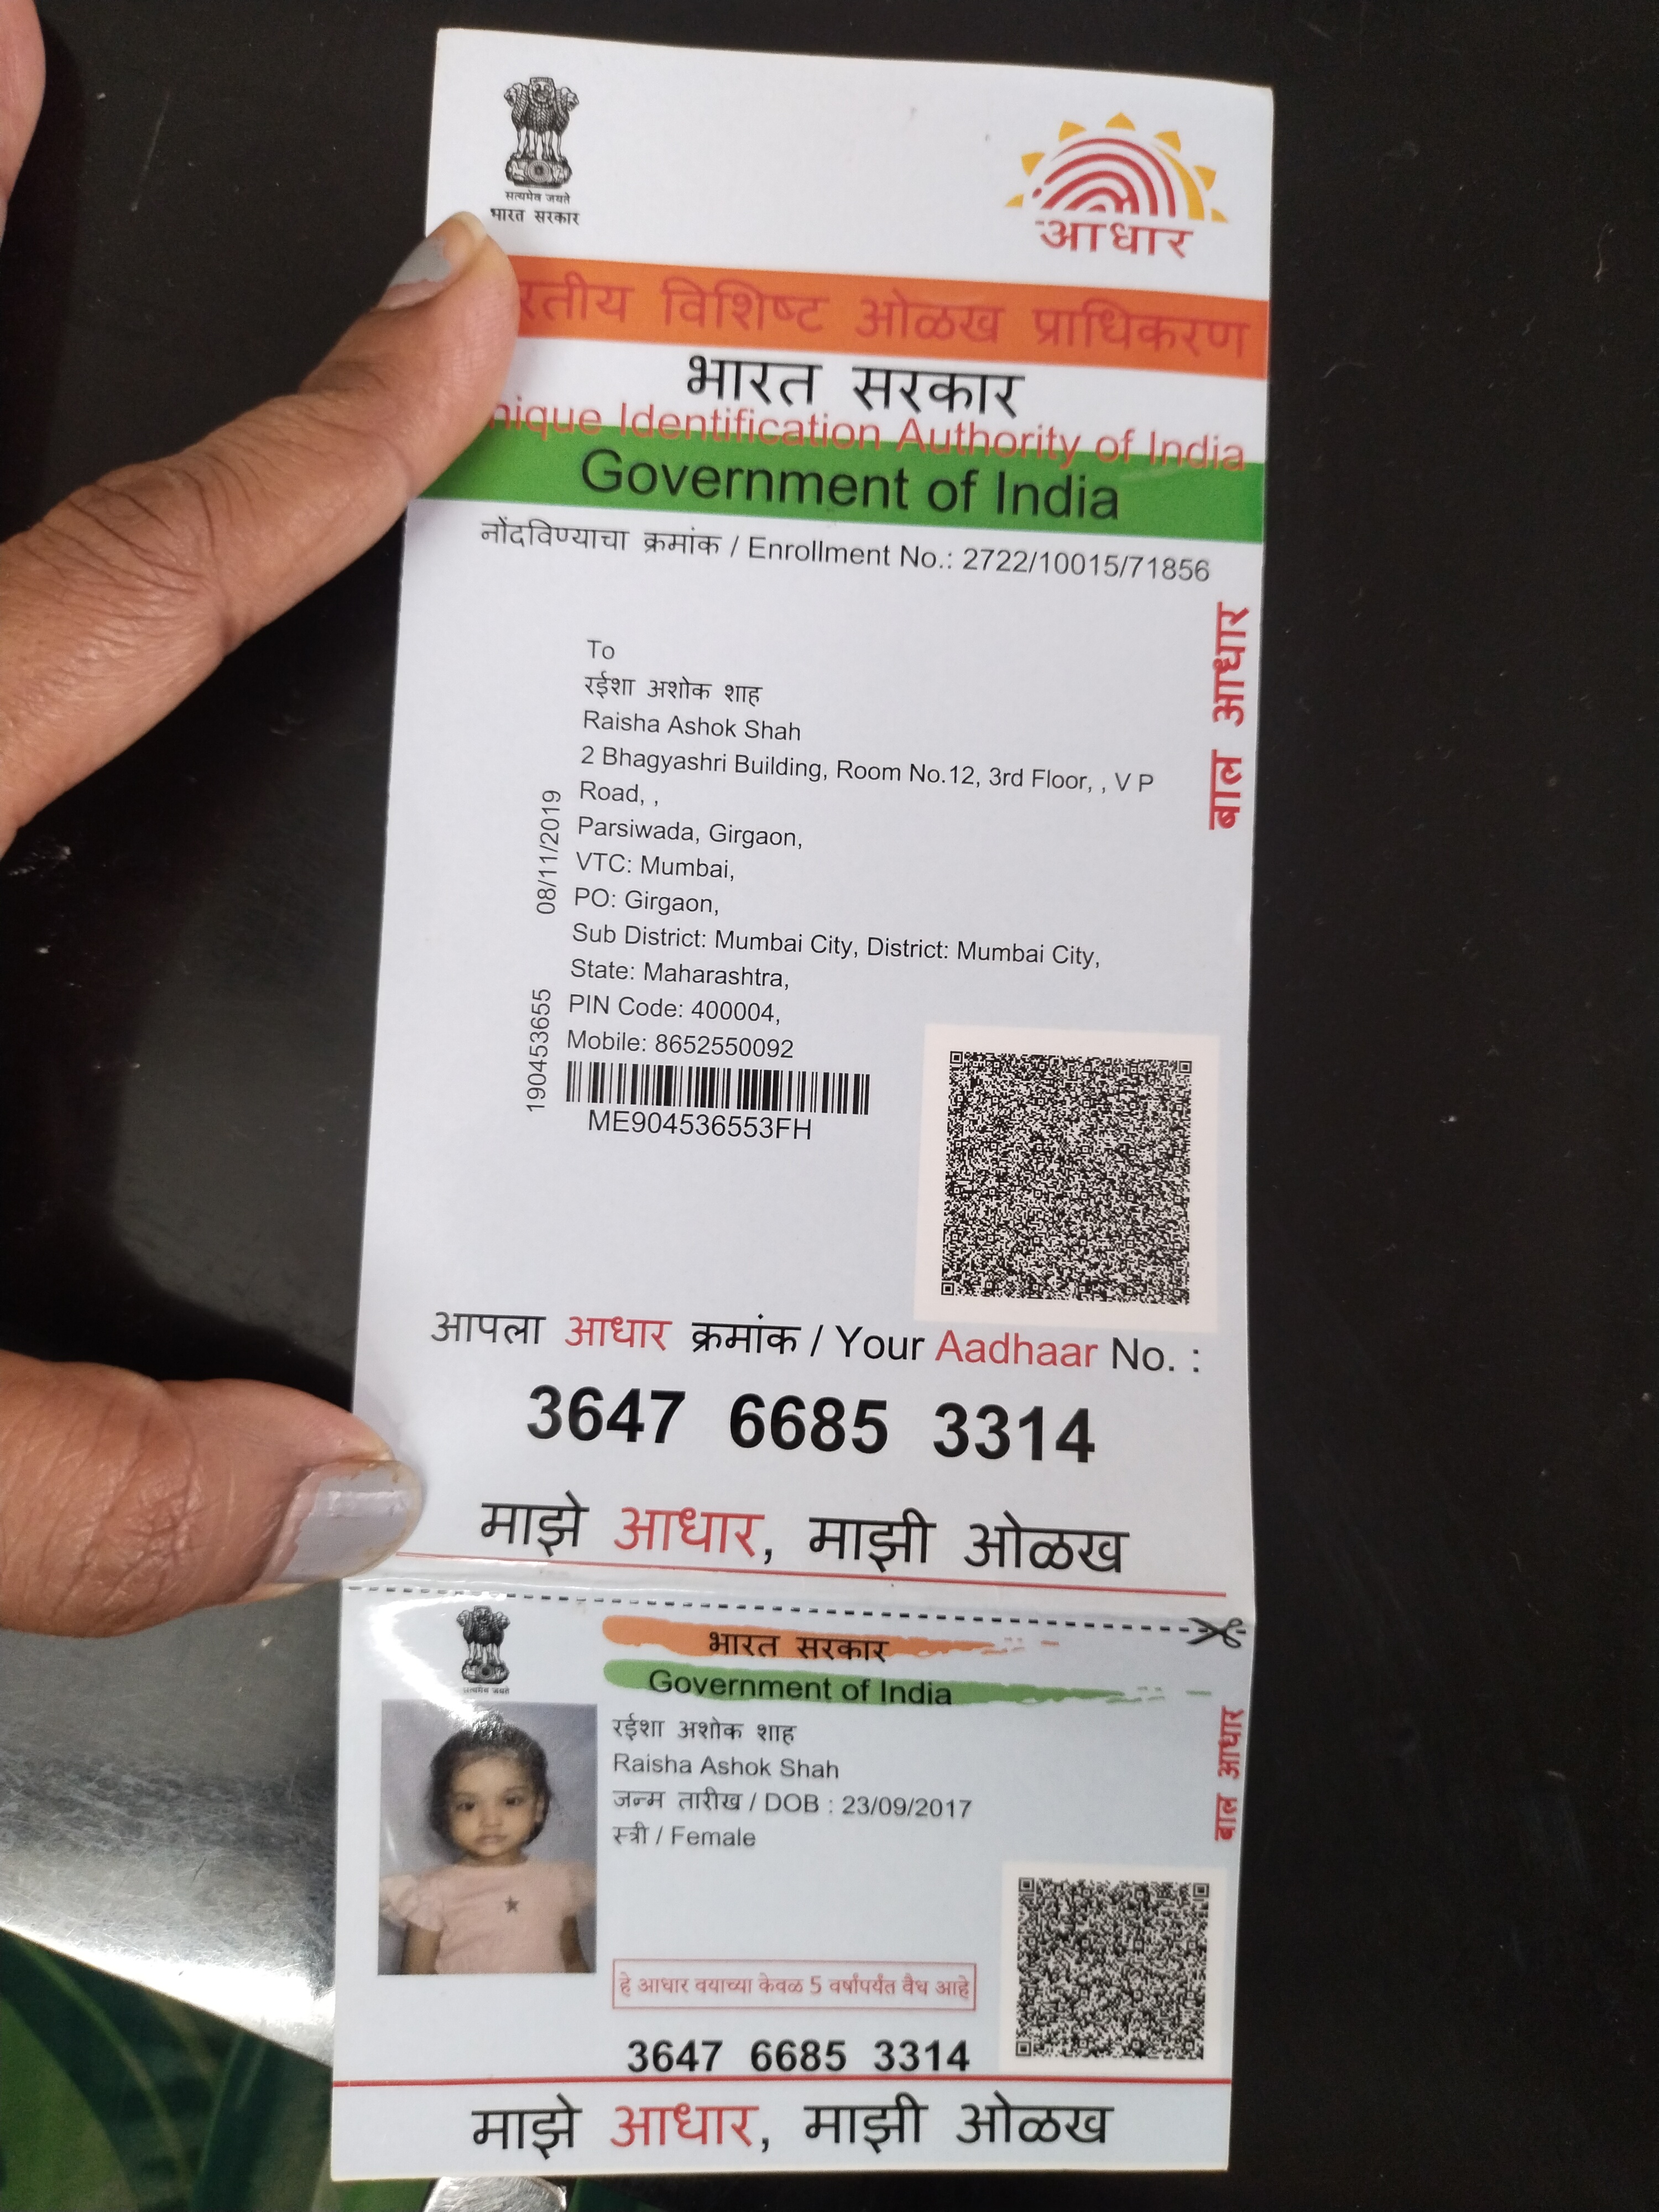 सत्यमेव जयते
भारत सरकार
आधार
विशिष्ट ओळख प्राधिकरण
भारत सरकार
Identification Authority of India
Government of India
नोंदविण्याचा क्रमांक / Enrollment No.: 2722/10015/71856
To
रईशा अशोक शाह
Raisha Ashok Shah
2 Bhagyashri Building, Room No.12, 3rd Floor, , V P
Road, ,
Parsiwada, Girgaon,
VTC: Mumbai,
PO: Girgaon,
Sub District: Mumbai City, District: Mumbai City,
State: Maharashtra,
PIN Code: 400004,
Mobile: 8652550092
08/11/2019
190453655
बाल आधार
ME904536553FH
आपला आधार क्रमांक / Your Aadhaar No. :
3647 6685 3314
माझे आधार, माझी ओळख
सत्यमेव जयते
भारत सरकार
Government of India
रईशा अशोक शाह
Raisha Ashok Shah
जन्म तारीख / DOB : 23/09/2017
स्त्री / Female
बाल आधार
हे आधार वयाच्या केवळ 5 वर्षांपर्यंत वैध आहे
3647 6685 3314
माझे आधार, माझी ओळख